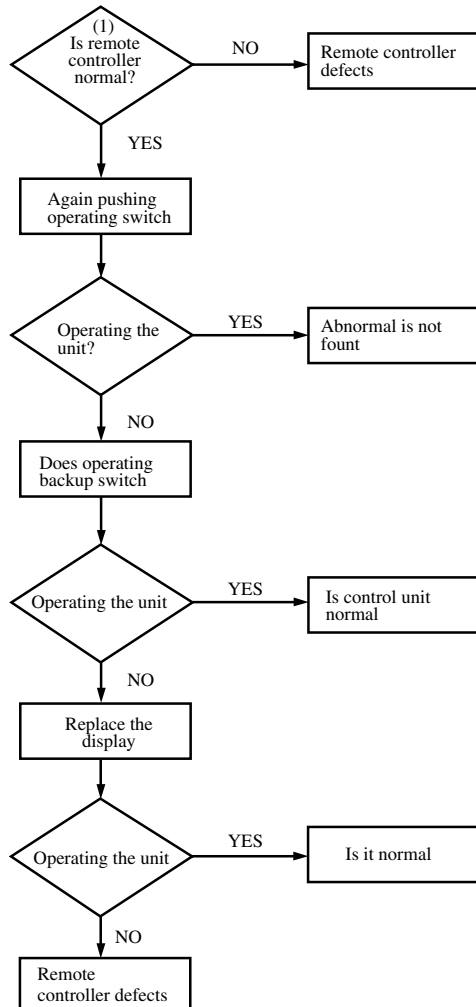 (1)
Is remote
controller
normal?
NO
Remote controller
defects
YES
Again pushing
operating switch
Operating the
unit?
YES
Abnormal is not
fount
NO
Does operating
backup switch
Operating the unit
YES
Is control unit
normal
NO
Replace the
display
Operating the unit
YES
Is it normal
NO
Remote
controller defects